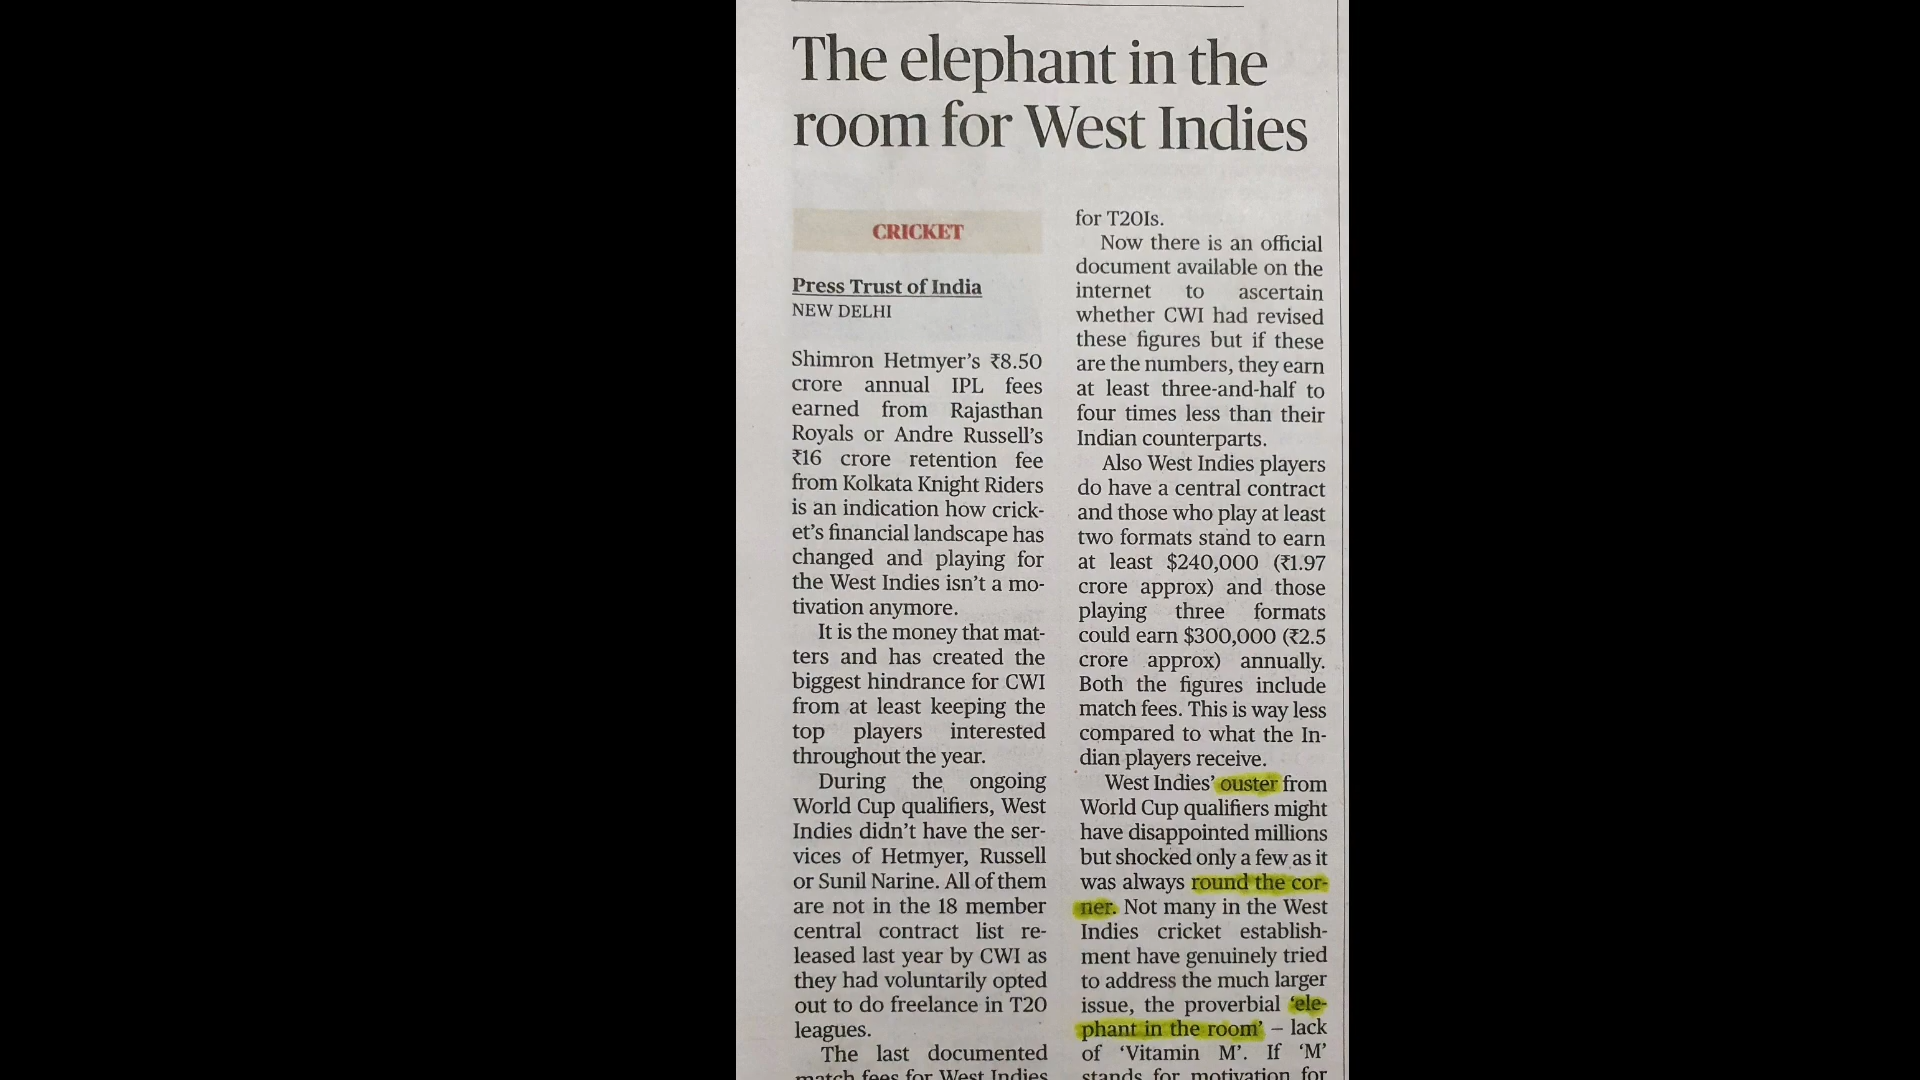 The elephant in the
room for West Indies
CRICKET
Press Trust of India
NEW DELHI
Shimron Hetmyer's ₹8.50
crore annual IPL fees
earned from Rajasthan
Royals or Andre Russell's
₹16 crore retention fee
from Kolkata Knight Riders
is an indication how crick-
et's financial landscape has
changed and playing for
the West Indies isn't a mo-
tivation anymore.
It is the money that mat-
ters and has created the
biggest hindrance for CWI
from at least keeping the
top players interested
throughout the year.
During the ongoing
World Cup qualifiers, West
Indies didn't have the ser-
vices of Hetmyer, Russell
or Sunil Narine. All of them
are not in the 18 member
central contract list re-
leased last year by CWI as
they had voluntarily opted
out to do freelance in T20
leagues.
The last documented
match fees for West Indies
for T20Is.
Now there is an official
document available on the
internet to ascertain
whether CWI had revised
these figures but if these
are the numbers, they earn
at least three-and-half to
four times less than their
Indian counterparts.
Also West Indies players
do have a central contract
and those who play at least
two formats stand to earn
at least $240,000 (₹1.97
crore approx) and those
playing three formats
could earn $300,000 (₹2.5
crore approx) annually.
Both the figures include
match fees. This is way less
compared to what the In-
dian players receive.
West Indies' ouster from
World Cup qualifiers might
have disappointed millions
but shocked only a few as it
was always round the cor-
ner. Not many in the West
Indies cricket establish-
ment have genuinely tried
to address the much larger
issue, the proverbial 'ele-
phant in the room' – lack
of 'Vitamin M'. If 'M'
stands for motivation for